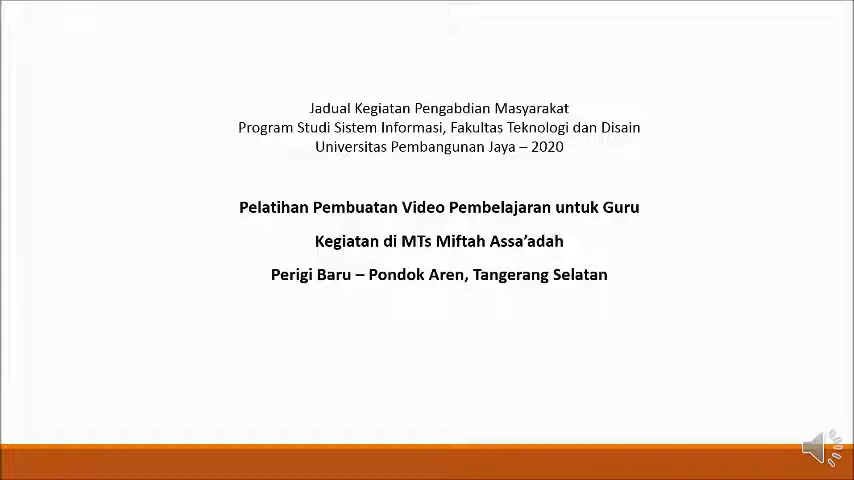 Jadual Kegiatan Pengabdian Masyarakat
Program Studi Sistem Informasi, Fakultas Teknologi dan Disain
Universitas Pembangunan Jaya – 2020
Pelatihan Pembuatan Video Pembelajaran untuk Guru
Kegiatan di MTs Miftah Assa’adah
Perigi Baru – Pondok Aren, Tangerang Selatan